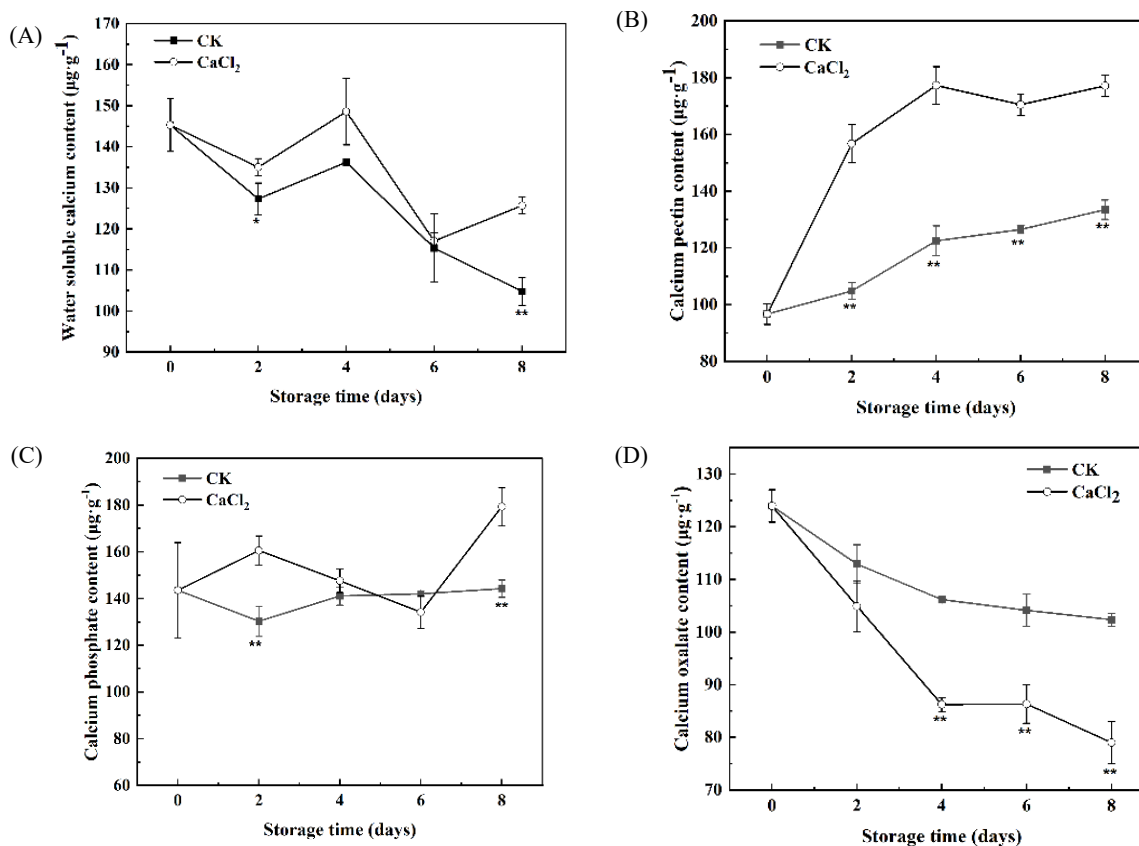 (A)
170
160
150
140
130
120
110
100
90
Water soluble calcium content (µg·g⁻¹)
CK
CaCl₂
*
**
0 2 4 6 8
Storage time (days)
(B)
200
180
160
140
120
100
80
Calcium pectin content (µg·g⁻¹)
CK
CaCl₂
**
**
**
**
0 2 4 6 8
Storage time (days)
(C)
200
180
160
140
120
100
80
60
Calcium phosphate content (µg·g⁻¹)
CK
CaCl₂
**
**
0 2 4 6 8
Storage time (days)
(D)
130
120
110
100
90
80
70
Calcium oxalate content (µg·g⁻¹)
CK
CaCl₂
**
**
**
0 2 4 6 8
Storage time (days)